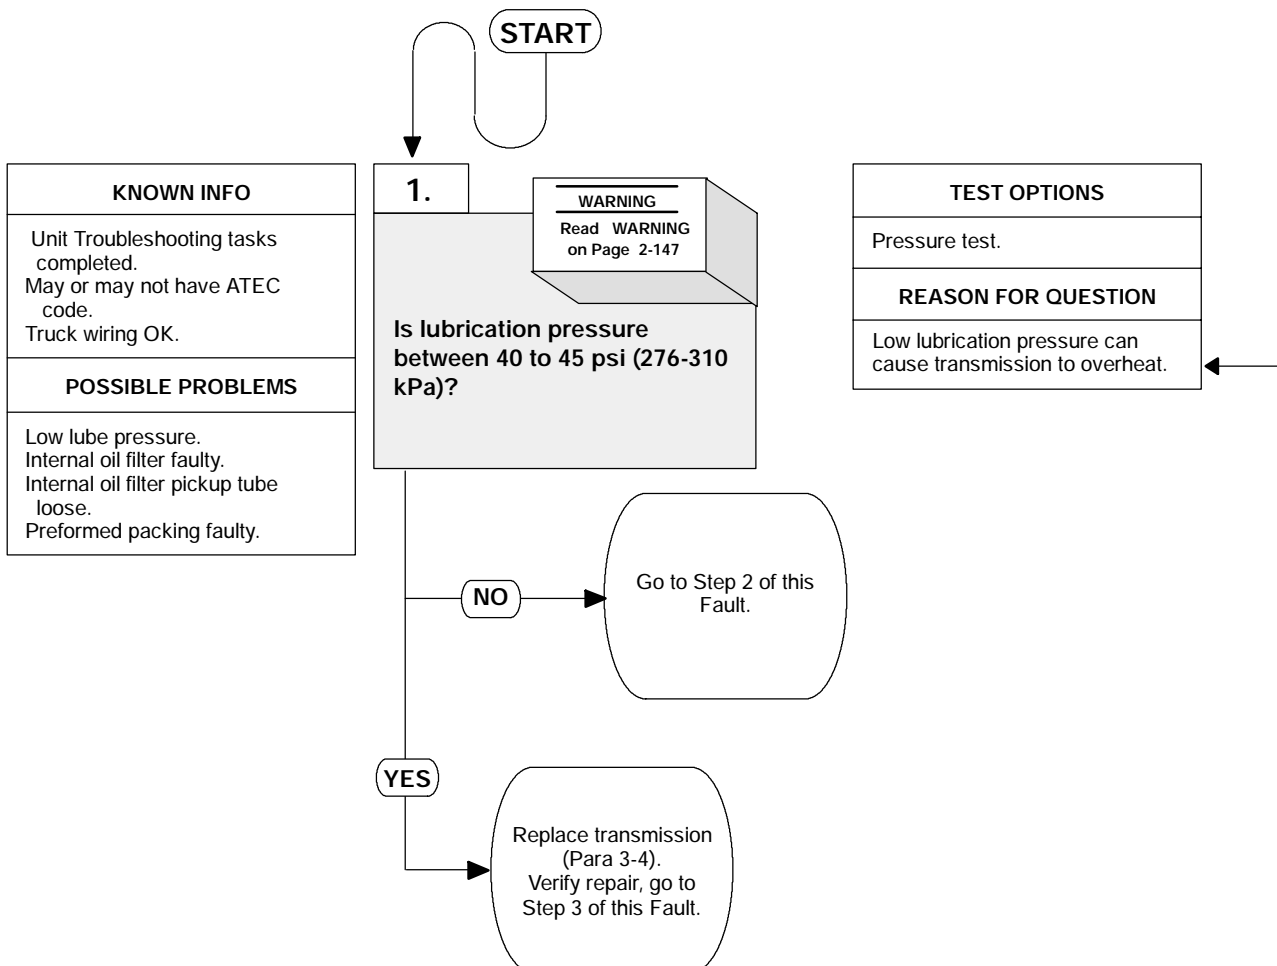 START
KNOWN INFO
Unit Troubleshooting tasks
completed.
May or may not have ATEC
code.
Truck wiring OK.
POSSIBLE PROBLEMS
Low lube pressure.
Internal oil filter faulty.
Internal oil filter pickup tube
loose.
Preformed packing faulty.
1.
WARNING
Read WARNING
on Page 2-147
Is lubrication pressure
between 40 to 45 psi (276-310
kPa)?
TEST OPTIONS
Pressure test.
REASON FOR QUESTION
Low lubrication pressure can
cause transmission to overheat.
NO
Go to Step 2 of this
Fault.
YES
Replace transmission
(Para 3-4).
Verify repair, go to
Step 3 of this Fault.